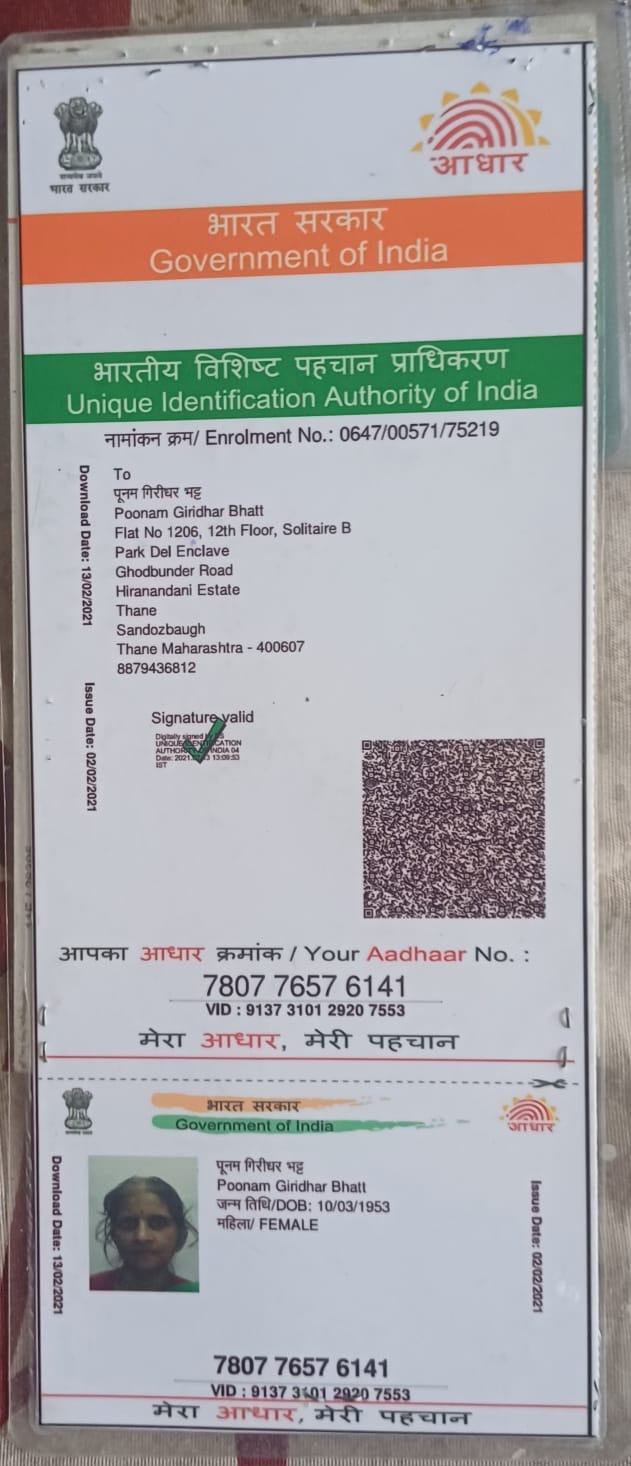 सत्यमेव जयते
भारत सरकार
आधार
भारत सरकार
Government of India
भारतीय विशिष्ट पहचान प्राधिकरण
Unique Identification Authority of India
नामांकन क्रम/ Enrolment No.: 0647/00571/75219
Download Date: 13/02/2021
Issue Date: 02/02/2021
To
पूनम गिरीधर भट्ट
Poonam Giridhar Bhatt
Flat No 1206, 12th Floor, Solitaire B
Park Del Enclave
Ghodbunder Road
Hiranandani Estate
Thane
Sandozbaugh
Thane Maharashtra - 400607
8879436812
Signature valid
Digitally signed
UNIQUE IDENTIFICATION
AUTHORITY OF INDIA 04
Date: 13:09:53
IST
आपका आधार क्रमांक / Your Aadhaar No. :
7807 7657 6141
VID : 9137 3101 2920 7553
मेरा आधार, मेरी पहचान
भारत सरकार
Government of India
आधार
Download Date: 13/02/2021
पूनम गिरीधर भट्ट
Poonam Giridhar Bhatt
जन्म तिथि/DOB: 10/03/1953
महिला/ FEMALE
Issue Date: 02/02/2021
7807 7657 6141
VID : 9137 3101 2920 7553
मेरा आधार, मेरी पहचान